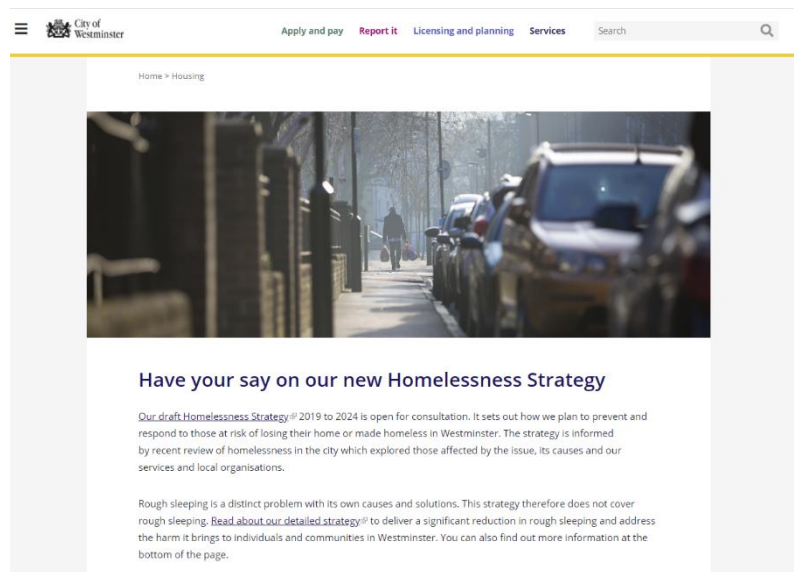 City of
Westminster
Apply and pay Report it Licensing and planning Services Search
Home > Housing
Have your say on our new Homelessness Strategy
Our draft Homelessness Strategy 2019 to 2024 is open for consultation. It sets out how we plan to prevent and
respond to those at risk of losing their home or made homeless in Westminster. The strategy is informed
by recent review of homelessness in the city which explored those affected by the issue, its causes and our
services and local organisations.
Rough sleeping is a distinct problem with its own causes and solutions. This strategy therefore does not cover
rough sleeping. Read about our detailed strategy to deliver a significant reduction in rough sleeping and address
the harm it brings to individuals and communities in Westminster. You can also find out more information at the
bottom of the page.